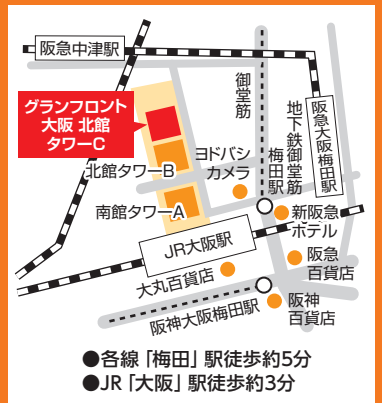 阪急中津駅
グランフロント
大阪 北館
タワーC
御堂筋
地下鉄御堂筋
梅田駅
阪急大阪梅田駅
北館タワーB
ヨドバシ
カメラ
南館タワーA
新阪急
ホテル
JR大阪駅
阪急
百貨店
大丸百貨店
阪神大阪梅田駅
阪神
百貨店
●各線「梅田」駅徒歩約5分
●JR「大阪」駅徒歩約3分